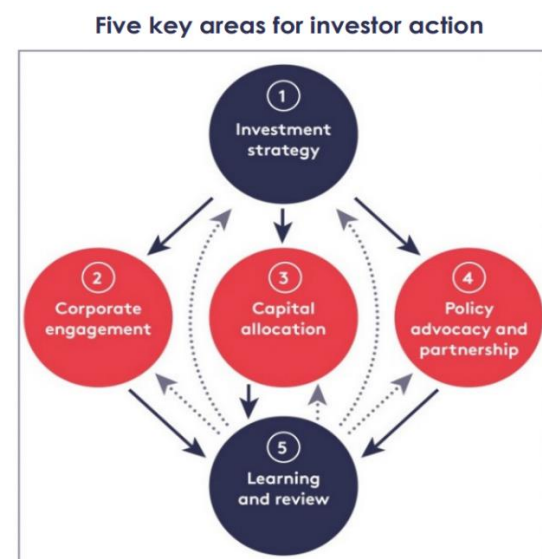 Five key areas for investor action
1
Investment
strategy
2
Corporate
engagement
3
Capital
allocation
4
Policy
advocacy and
partnership
5
Learning
and review